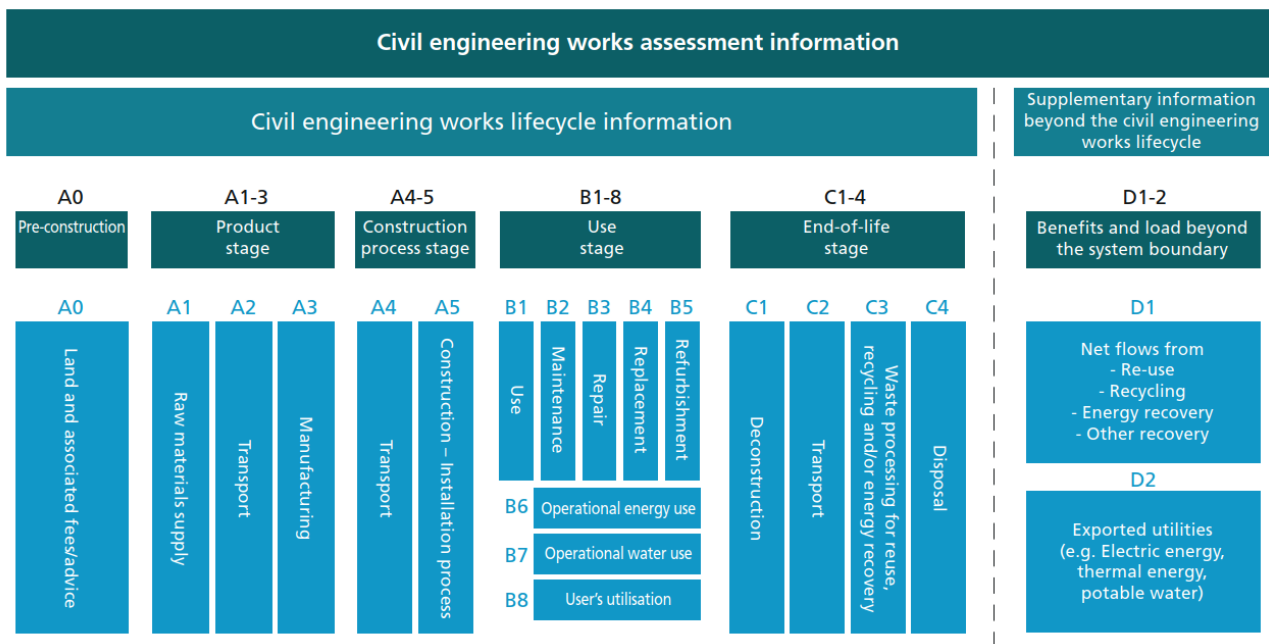 Civil engineering works assessment information
Civil engineering works lifecycle information
Supplementary information
beyond the civil engineering
works lifecycle
A0
Pre-construction
A1-3
Product
stage
A4-5
Construction
process stage
B1-8
Use
stage
C1-4
End-of-life
stage
D1-2
Benefits and load beyond
the system boundary
A0
Land and associated
fees/advice
A1
Raw materials supply
A2
Transport
A3
Manufacturing
A4
Transport
A5
Construction – Installation process
B1
Use
B2
Maintenance
B3
Repair
B4
Replacement
B5
Refurbishment
B6
Operational energy use
B7
Operational water use
B8
User's utilisation
C1
Deconstruction
C2
Transport
C3
Waste processing for reuse,
recycling and/or energy recovery
C4
Disposal
D1
Net flows from
- Re-use
- Recycling
- Energy recovery
- Other recovery
D2
Exported utilities
(e.g. Electric energy,
thermal energy,
potable water)